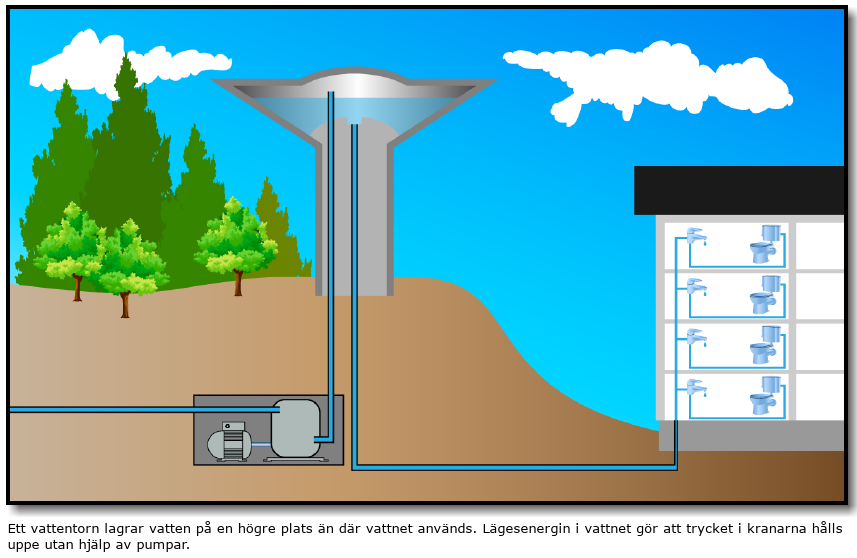 Ett vattentorn lagrar vatten på en högre plats än där vattnet används. Lägesenergin i vattnet gör att trycket i kranarna hålls
uppe utan hjälp av pumpar.